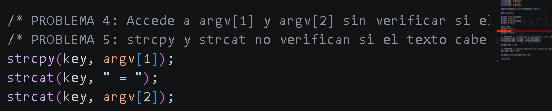 /* PROBLEMA 4: Accede a argv[1] y argv[2] sin verificar si el
/* PROBLEMA 5: strcpy y strcat no verifican si el texto cabe
strcpy(key, argv[1]);
strcat(key, " = ");
strcat(key, argv[2]);